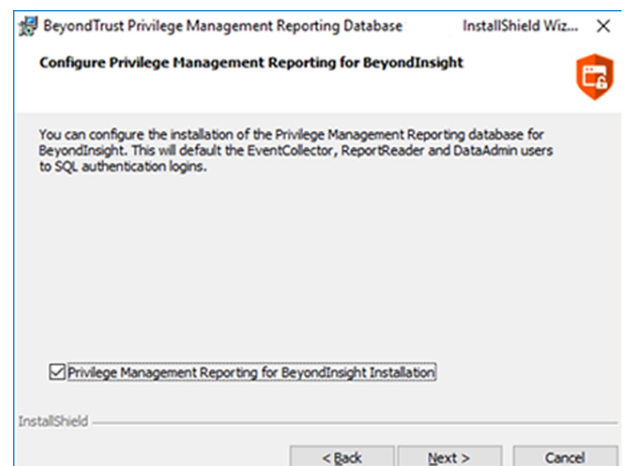 BeyondTrust Privilege Management Reporting Database InstallShield Wiz...
Configure Privilege Management Reporting for BeyondInsight
You can configure the installation of the Privilege Management Reporting database for
BeyondInsight. This will default the EventCollector, ReportReader and DataAdmin users
to SQL authentication logins.
Privilege Management Reporting for BeyondInsight Installation
InstallShield
< Back Next > Cancel